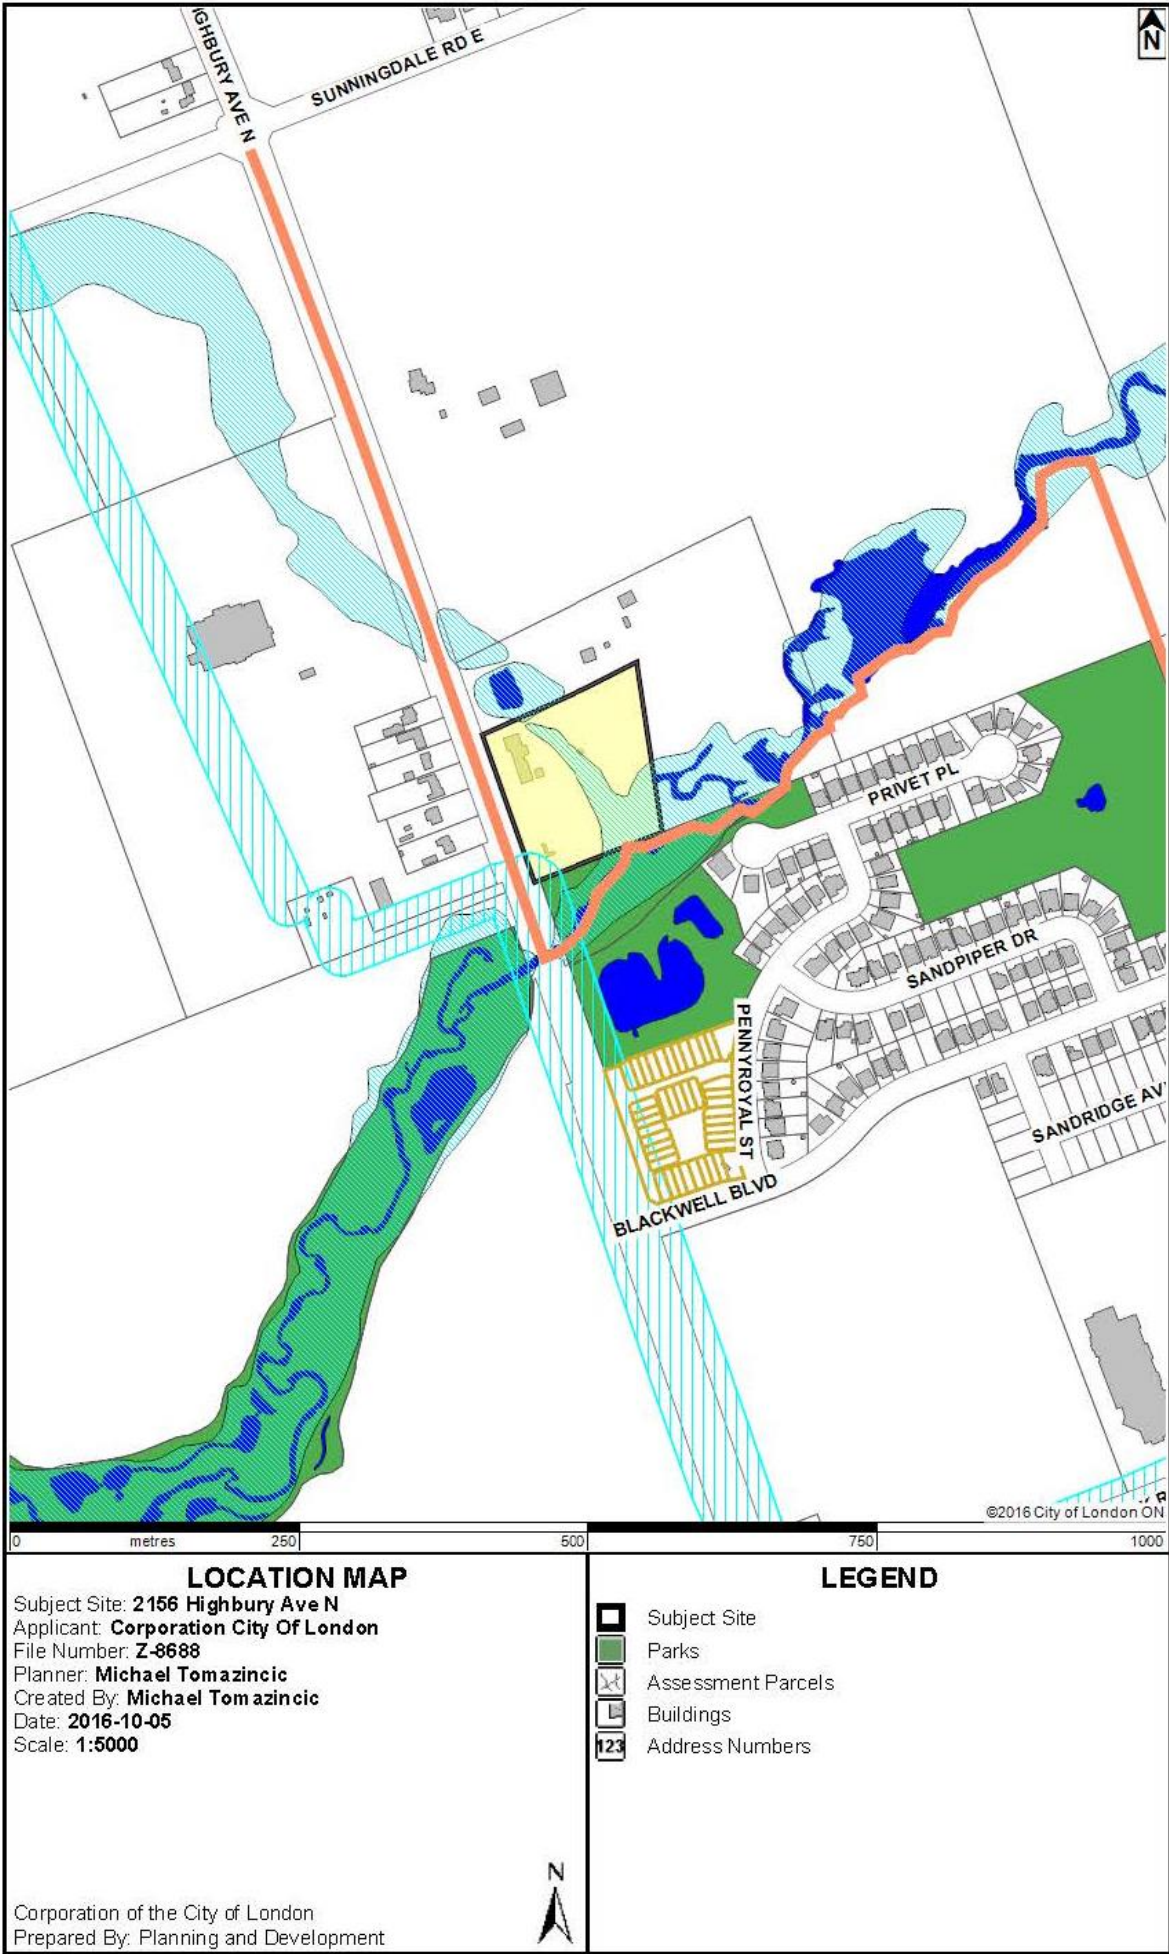 N
SUNNINGDALE RD E
IGHBURY AVE N
PRIVET PL
SANDPIPER DR
PENNYROYAL ST
SANDRIDGE AV
BLACKWELL BLVD
©2016 City of London ON
0 metres 250 500 750 1000
LOCATION MAP
Subject Site: 2156 Highbury Ave N
Applicant: Corporation City Of London
File Number: Z-8688
Planner: Michael Tomazincic
Created By: Michael Tomazincic
Date: 2016-10-05
Scale: 1:5000
N
Corporation of the City of London
Prepared By: Planning and Development
LEGEND
Subject Site
Parks
Assessment Parcels
Buildings
123 Address Numbers